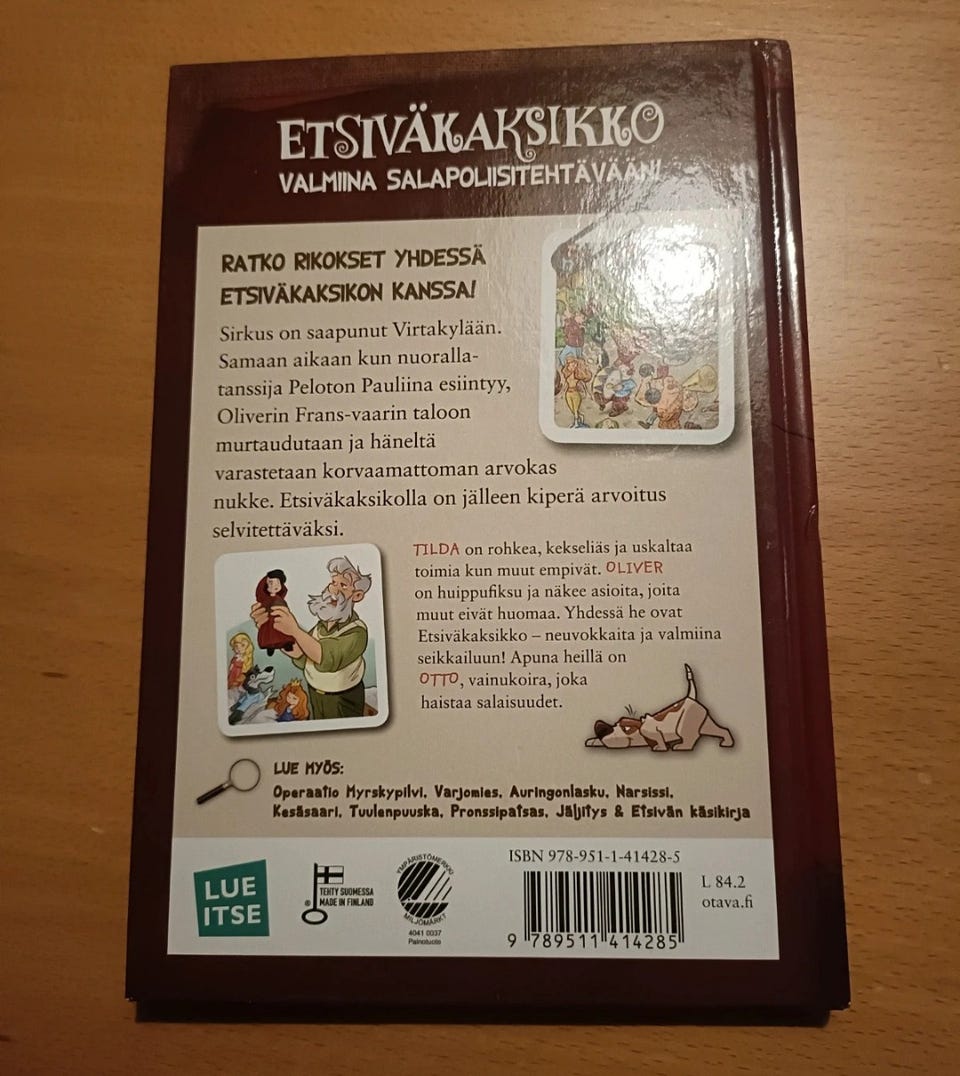 ETSIVÄKAKSIKKO
VALMIINA SALAPOLIISITEHTÄVÄÄN!
RATKO RIKOKSET YHDESSÄ
ETSIVÄKAKSIKON KANSSA!
Sirkus on saapunut Virtakylään.
Samaan aikaan kun nuoralla-
tanssija Peloton Pauliina esiintyy,
Oliverin Frans-vaarin taloon
murtaudutaan ja häneltä
varastetaan korvaamattoman arvokas
nukke. Etsiväkaksikolla on jälleen kiperä arvoitus
selvitettäväksi.
TILDA on rohkea, kekseliäs ja uskaltaa
toimia kun muut empivät. OLIVER
on huippufiksu ja näkee asioita, joita
muut eivät huomaa. Yhdessä he ovat
Etsiväkaksikko – neuvokkaita ja valmiina
seikkailuun! Apuna heillä on
OTTO, vainukoira, joka
haistaa salaisuudet.
LUE MYÖS:
Operaatio Myrskypilvi, Varjomies, Auringonlasku, Narsissi,
Kesäsaari, Tuulenpuuska, Pronssipatsas, Jäljitys & Etsivän käsikirja
LUE
ITSE
TEHTY SUOMESSA
MADE IN FINLAND
YMPÄRISTÖMERKKI
MILJÖMÄRKT
4041 0037
Painotuote
ISBN 978-951-1-41428-5
9 789511 414285
L 84.2
otava.fi